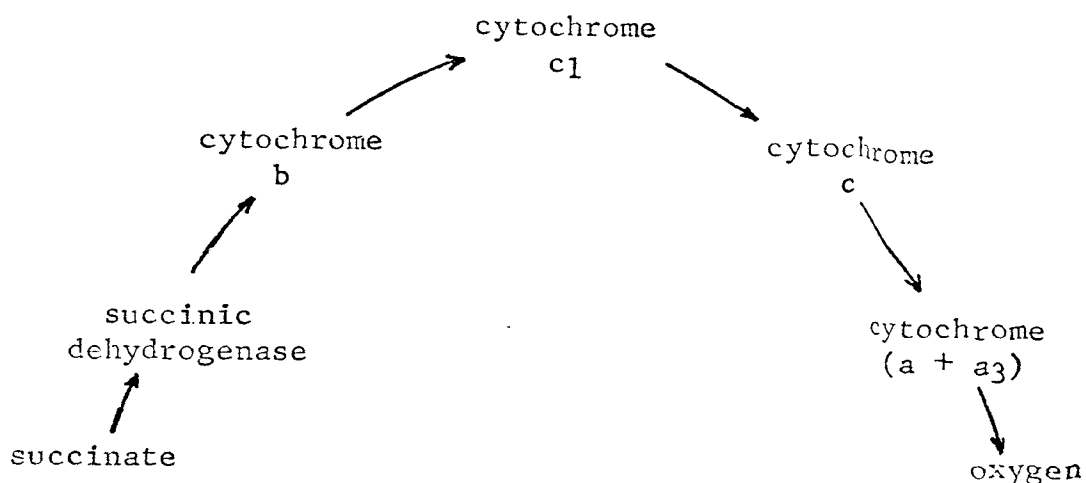 cytochrome
c1
cytochrome
b
cytochrome
c
succinic
dehydrogenase
cytochrome
(a + a3)
succinate
oxygen